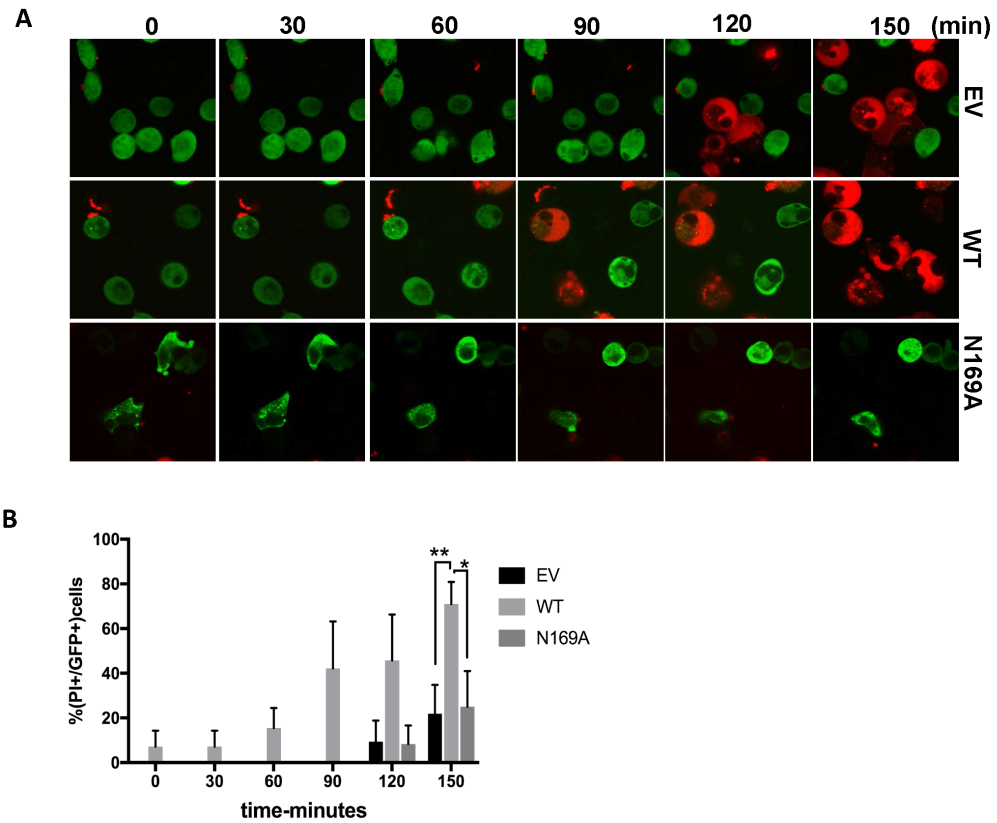 A
0 30 60 90 120 150 (min)
EV
WT
N169A
B
%(PI+/GFP+)cells
100
80
60
40
20
0
** *
0 30 60 90 120 150
time-minutes
EV
WT
N169A